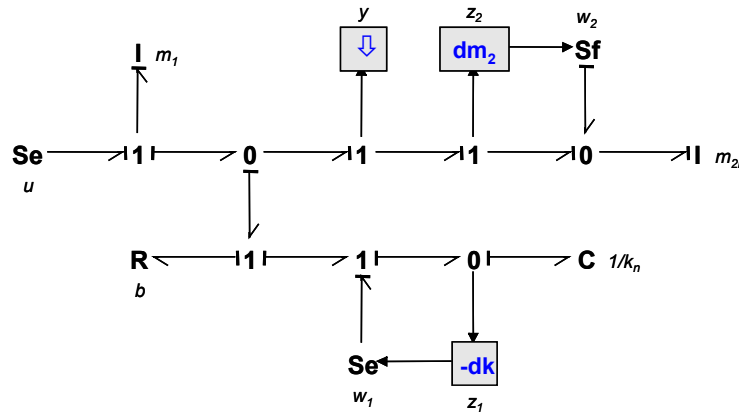 y
z₂
w₂
I m₁
dm₂
Sf
Se 1 0 1 1 0 I m₂
u
R 1 1 0 C 1/kₙ
b
Se
-dk
w₁
z₁